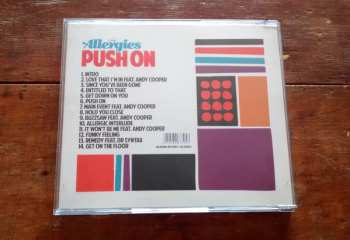 The Allergies
PUSH ON
1. INTRO
2. LOVE THAT I'M IN FEAT. ANDY COOPER
3. SINCE YOU'VE BEEN GONE
4. ENTITLED TO THAT
5. GET DOWN ON YOU
6. PUSH ON
7. MAIN EVENT FEAT. ANDY COOPER
8. HOLD YOU CLOSE
9. BUZZSAW FEAT. ANDY COOPER
10. ALLERGIC INTERLUDE
11. IT WON'T BE ME FEAT. ANDY COOPER
12. FUNKY FEELING
13. REMEDY FEAT. DR SYNTAX
14. GET ON THE FLOOR